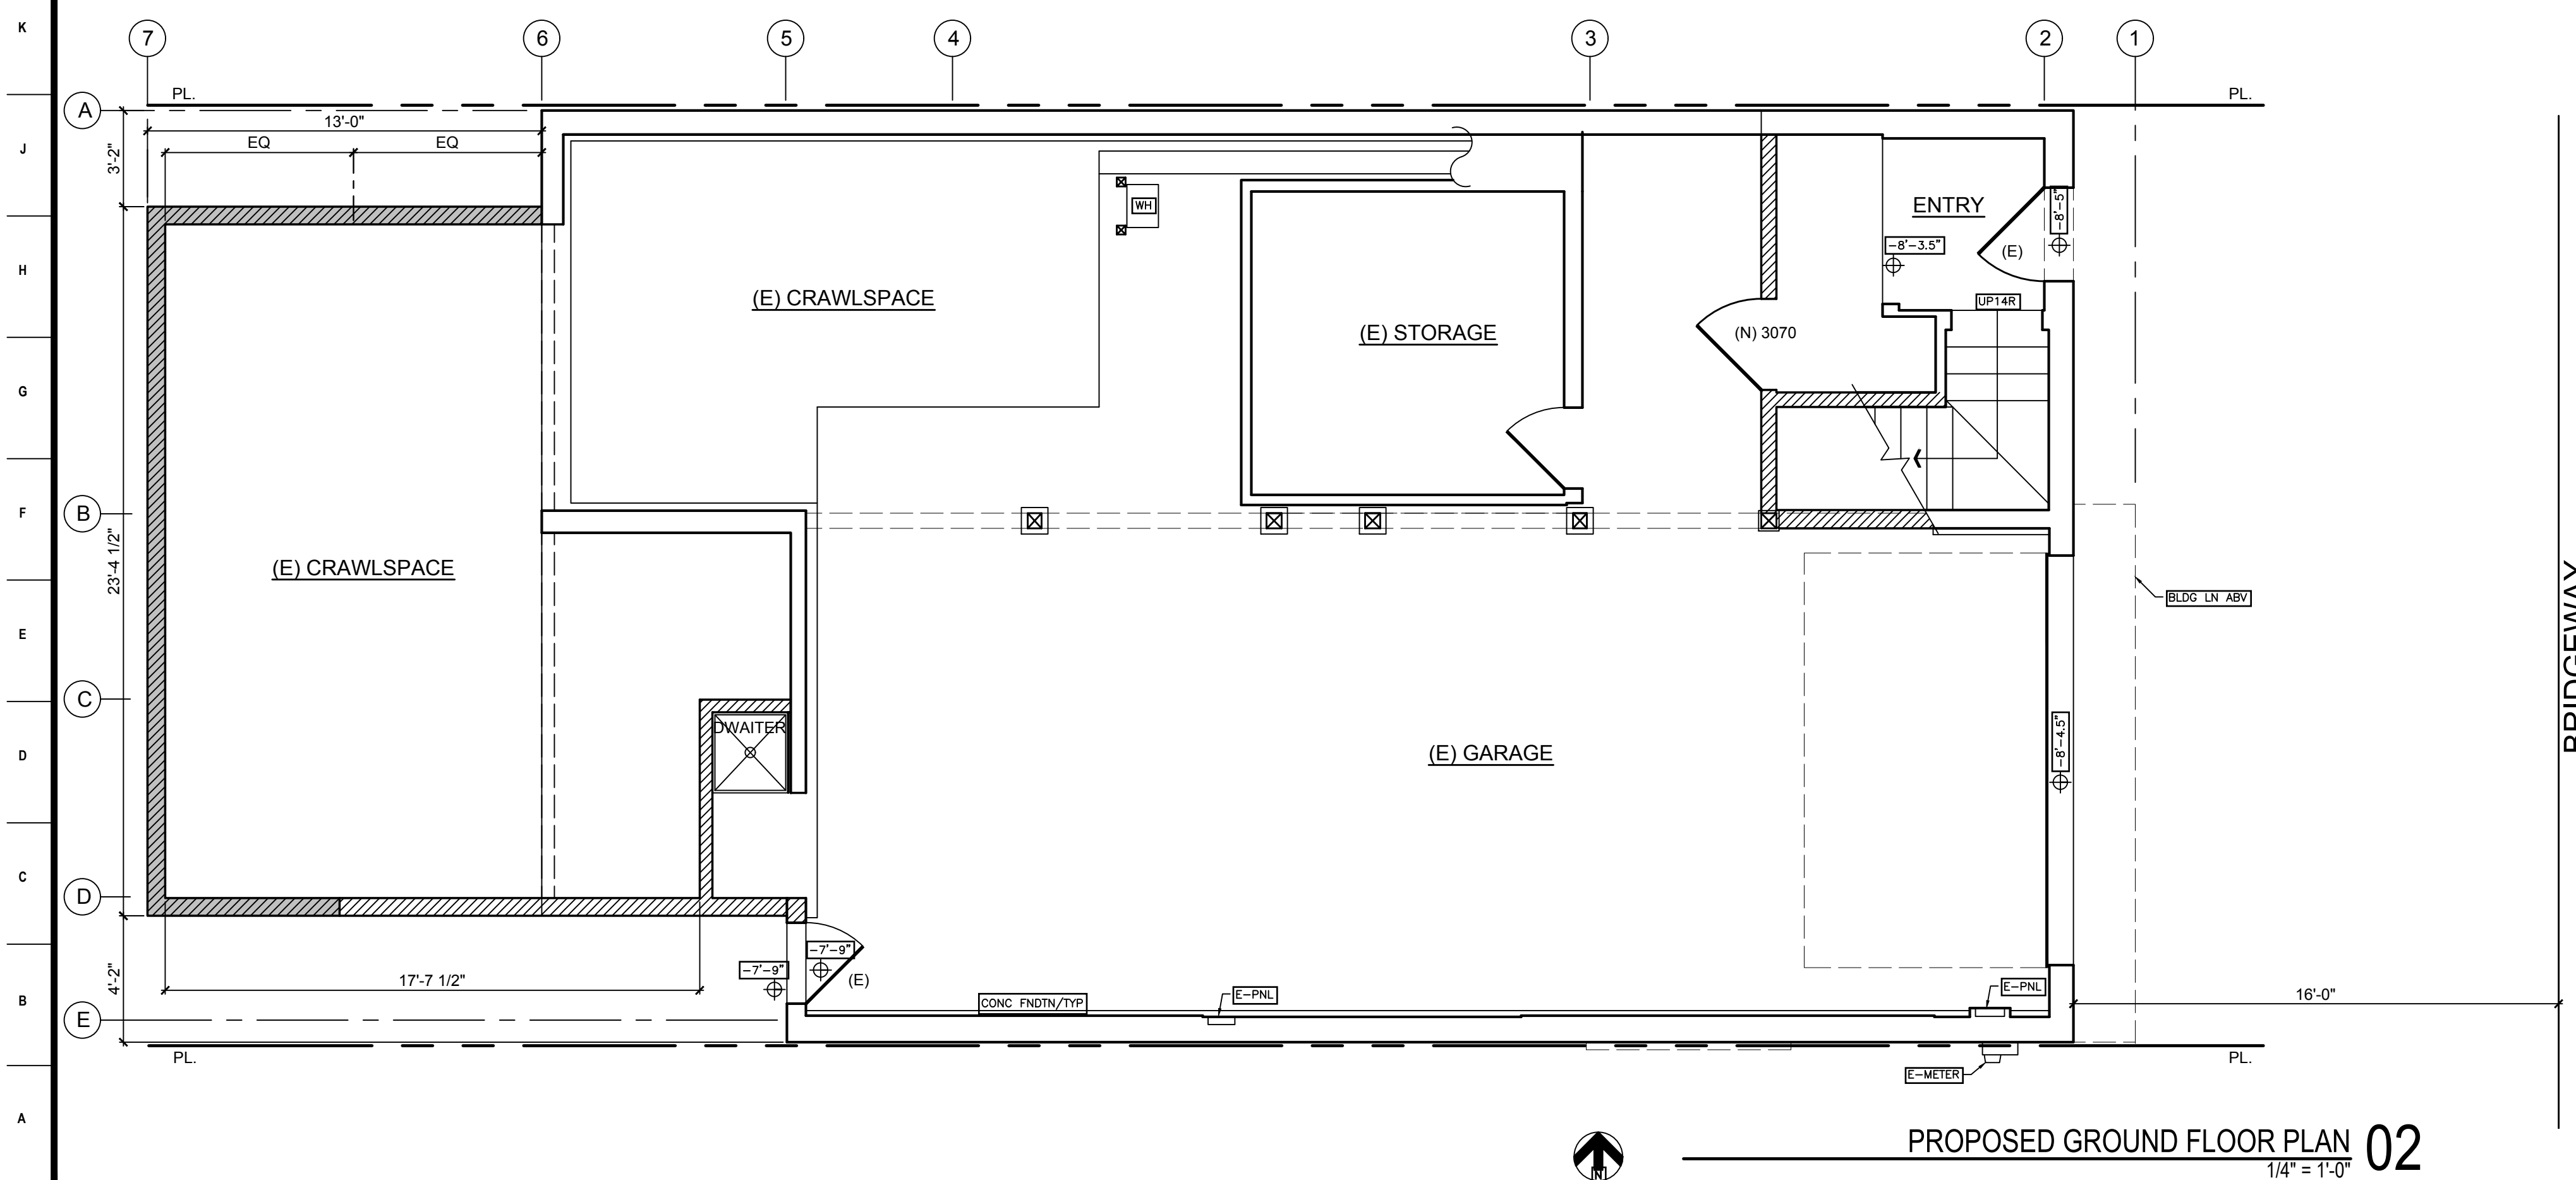 K
7
6
5
4
3
2
1
PL.
PL.
A
13'-0"
J
EQ
EQ
3'-2"
WH
ENTRY
-8'-5"
-8'-3.5"
(E)
H
(E) CRAWLSPACE
UP14R
(E) STORAGE
(N) 3070
G
B
F
23'-4 1/2"
(E) CRAWLSPACE
BLDG LN ABV
BRIDGEWAY
E
C
DWAITER
-8'-4.5"
D
(E) GARAGE
C
D
-7'-9"
-7'-9"
(E)
4'-2"
17'-7 1/2"
E-PNL
E-PNL
16'-0"
B
CONC FNDTN/TYP
E
PL.
PL.
E-METER
A
N
PROPOSED GROUND FLOOR PLAN 02
1/4" = 1'-0"